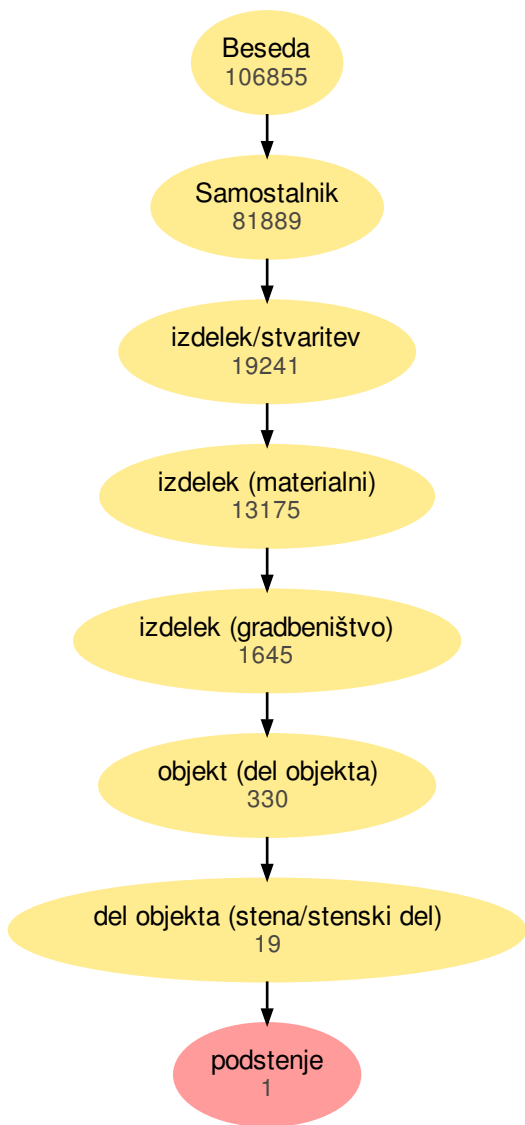 Beseda
106855
Samostalnik
81889
izdelek/stvaritev
19241
izdelek (materialni)
13175
izdelek (gradbeništvo)
1645
objekt (del objekta)
330
del objekta (stena/stenski del)
19
podstenje
1